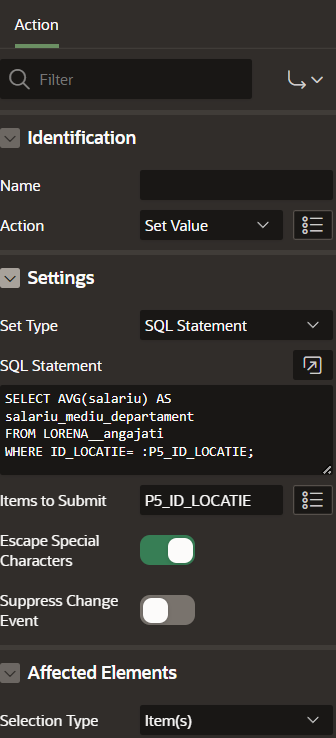 Action
Filter
Identification
Name
Action Set Value
Settings
Set Type SQL Statement
SQL Statement
SELECT AVG(salariu) AS
salariu_mediu_departament
FROM LORENA__angajati
WHERE ID_LOCATIE= :P5_ID_LOCATIE;
Items to Submit P5_ID_LOCATIE
Escape Special
Characters
Suppress Change
Event
Affected Elements
Selection Type Item(s)